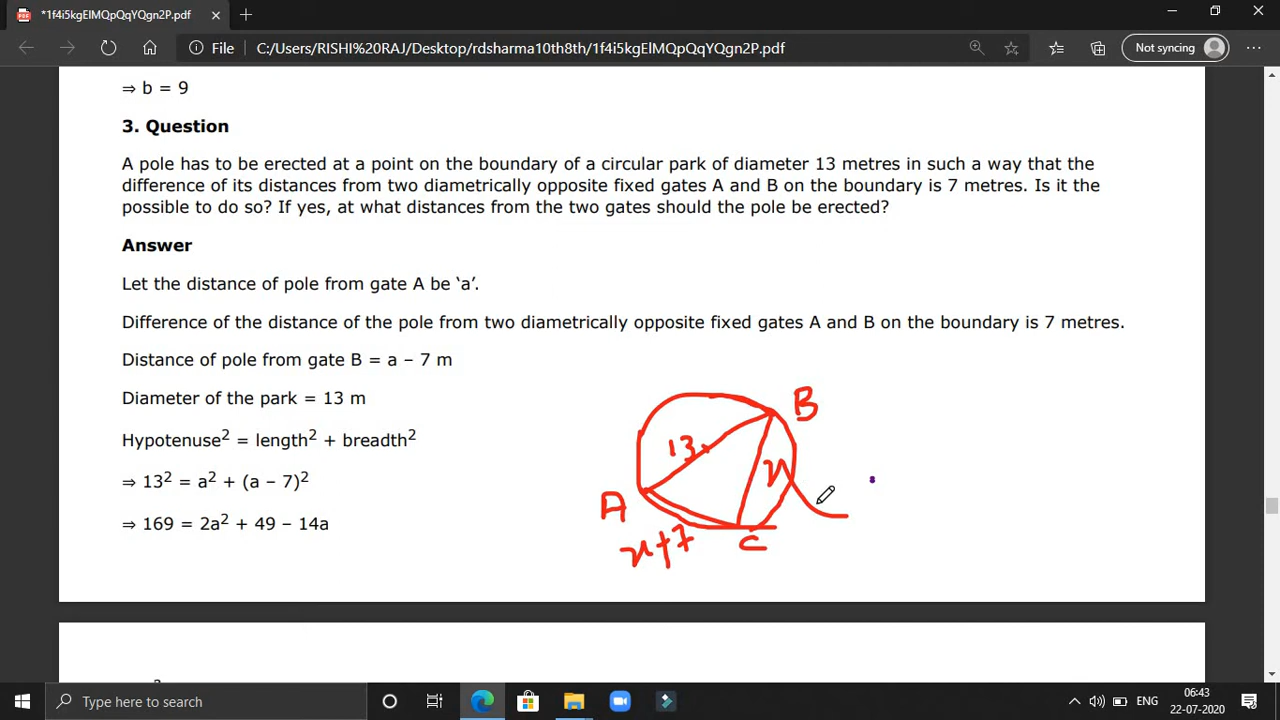 *1f4i5kgElMQpQqYQgn2P.pdf
File C:/Users/RISHI%20RAJ/Desktop/rdsharma10th8th/1f4i5kgElMQpQqYQgn2P.pdf Not syncing
⇒ b = 9
3. Question
A pole has to be erected at a point on the boundary of a circular park of diameter 13 metres in such a way that the
difference of its distances from two diametrically opposite fixed gates A and B on the boundary is 7 metres. Is it the
possible to do so? If yes, at what distances from the two gates should the pole be erected?
Answer
Let the distance of pole from gate A be ‘a’.
Difference of the distance of the pole from two diametrically opposite fixed gates A and B on the boundary is 7 metres.
Distance of pole from gate B = a – 7 m
Diameter of the park = 13 m
Hypotenuse² = length² + breadth²
⇒ 13² = a² + (a – 7)²
⇒ 169 = 2a² + 49 – 14a
B
13
x
A
x+7
C
Type here to search
ENG
06:43
22-07-2020